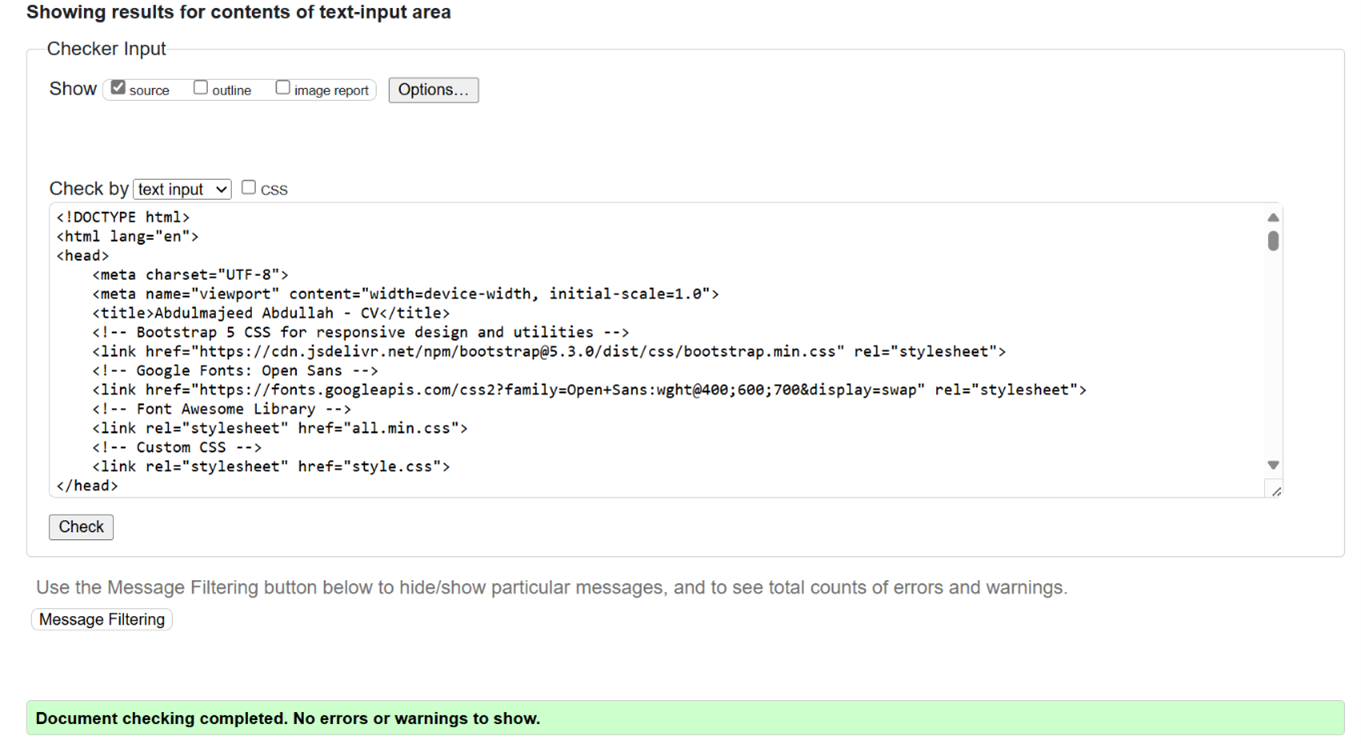 Showing results for contents of text-input area
Checker Input
Show source outline image report Options...
Check by text input CSS
<!DOCTYPE html>
<html lang="en">
<head>
    <meta charset="UTF-8">
    <meta name="viewport" content="width=device-width, initial-scale=1.0">
    <title>Abdulmajeed Abdullah - CV</title>
    <!-- Bootstrap 5 CSS for responsive design and utilities -->
    <link href="https://cdn.jsdelivr.net/npm/bootstrap@5.3.0/dist/css/bootstrap.min.css" rel="stylesheet">
    <!-- Google Fonts: Open Sans -->
    <link href="https://fonts.googleapis.com/css2?family=Open+Sans:wght@400;600;700&display=swap" rel="stylesheet">
    <!-- Font Awesome Library -->
    <link rel="stylesheet" href="all.min.css">
    <!-- Custom CSS -->
    <link rel="stylesheet" href="style.css">
</head>
Check
Use the Message Filtering button below to hide/show particular messages, and to see total counts of errors and warnings.
Message Filtering
Document checking completed. No errors or warnings to show.